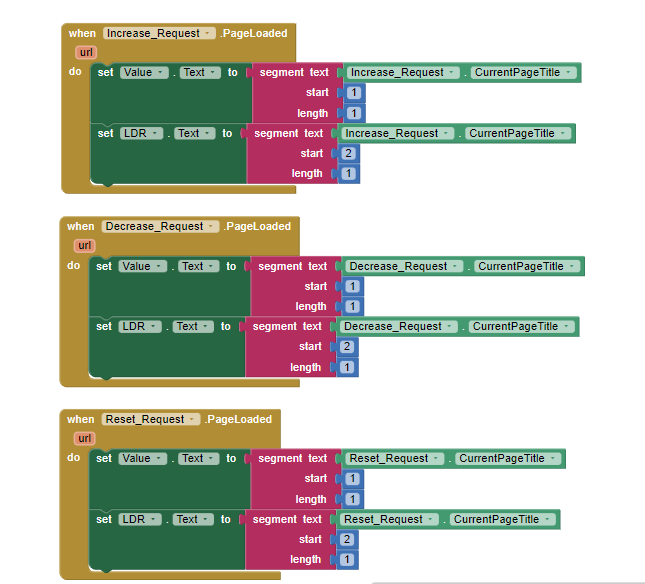 when Increase_Request .PageLoaded
url
do set Value . Text to segment text Increase_Request . CurrentPageTitle
start 1
length 1
set LDR . Text to segment text Increase_Request . CurrentPageTitle
start 2
length 1
when Decrease_Request .PageLoaded
url
do set Value . Text to segment text Decrease_Request . CurrentPageTitle
start 1
length 1
set LDR . Text to segment text Decrease_Request . CurrentPageTitle
start 2
length 1
when Reset_Request .PageLoaded
url
do set Value . Text to segment text Reset_Request . CurrentPageTitle
start 1
length 1
set LDR . Text to segment text Reset_Request . CurrentPageTitle
start 2
length 1